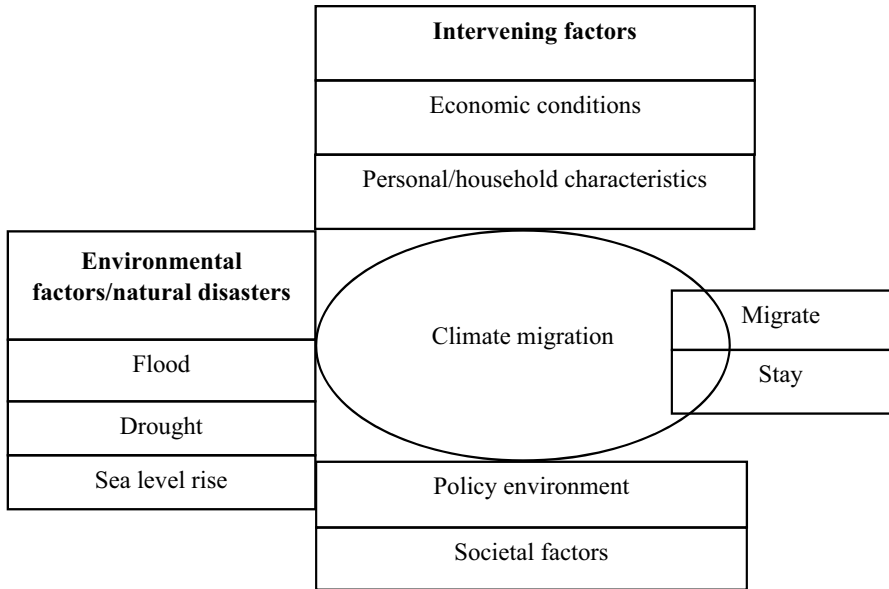 Intervening factors
Economic conditions
Personal/household characteristics
Environmental
factors/natural disasters
Flood
Drought
Sea level rise
Climate migration
Migrate
Stay
Policy environment
Societal factors